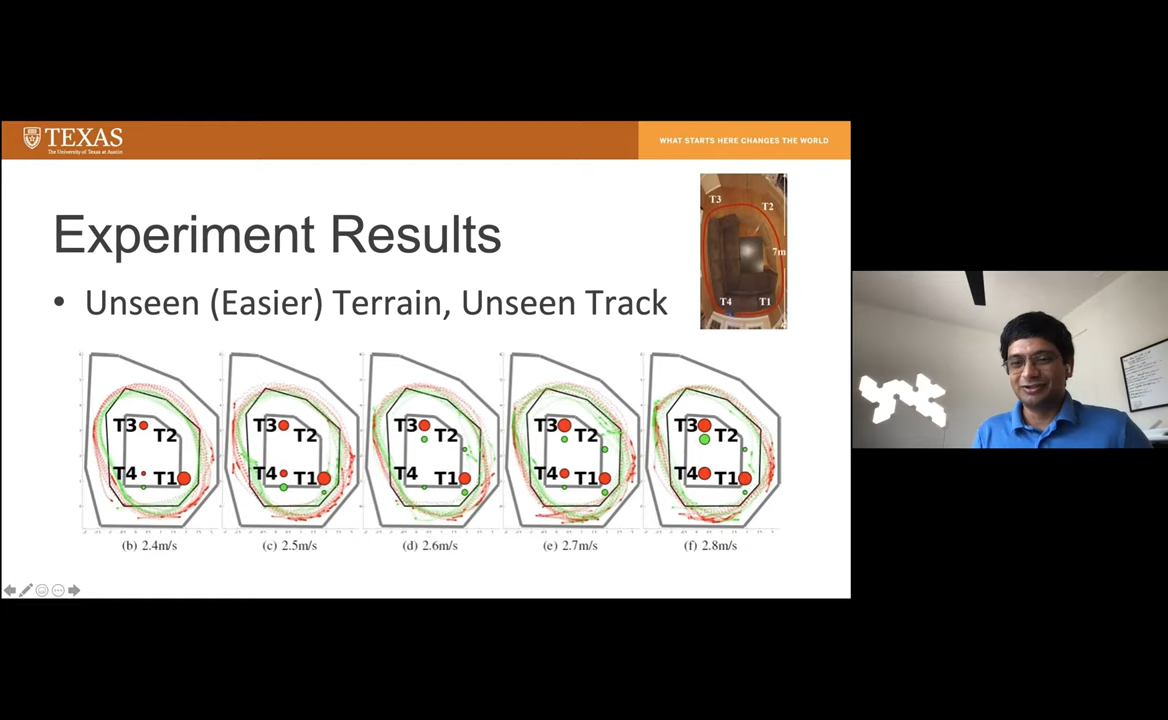 TEXAS
The University of Texas at Austin
WHAT STARTS HERE CHANGES THE WORLD
Experiment Results
• Unseen (Easier) Terrain, Unseen Track
T3
T2
7m
T4
T1
T3 T2
T4 T1
T3 T2
T4 T1
T3 T2
T4 T1
T3 T2
T4 T1
T3 T2
T4 T1
(b) 2.4m/s
(c) 2.5m/s
(d) 2.6m/s
(e) 2.7m/s
(f) 2.8m/s